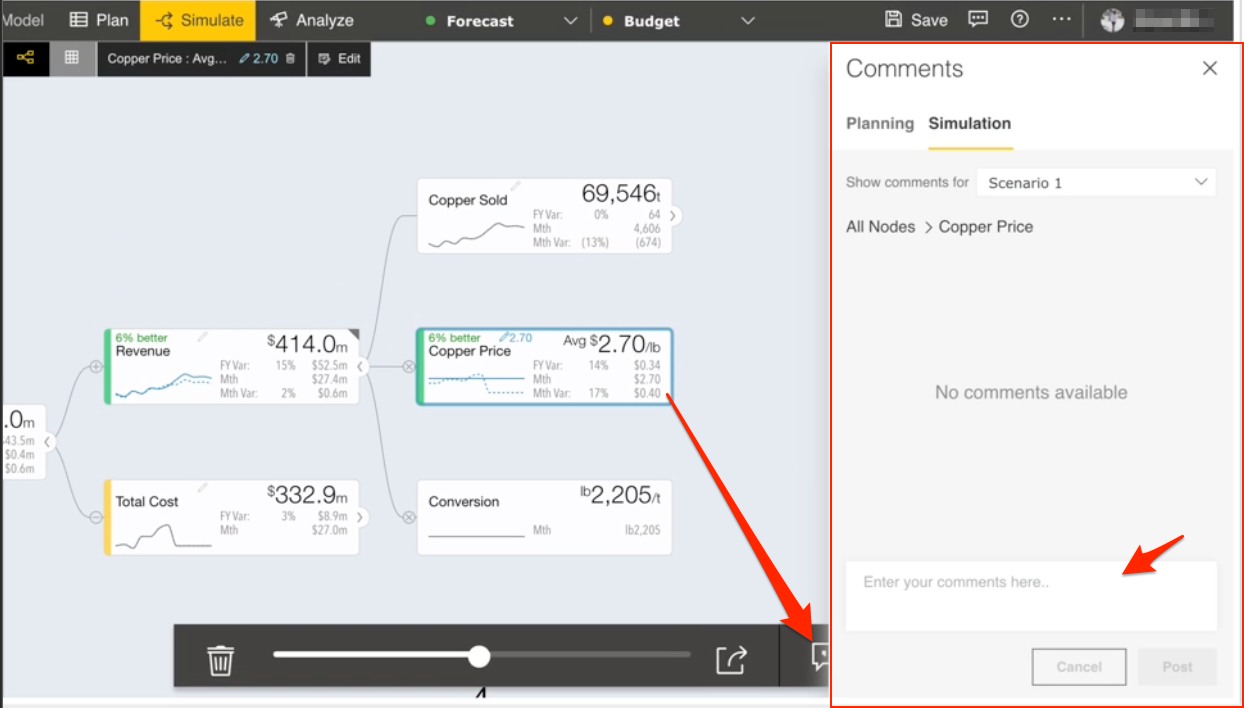 Model Plan Simulate Analyze Forecast Budget Save
Copper Price : Avg... 2.70 Edit
Comments
Planning Simulation
Show comments for Scenario 1
All Nodes > Copper Price
No comments available
Enter your comments here..
Cancel Post
Copper Sold 69,546t
FY Var: 0% 64
Mth 4,606
Mth Var: (13%) (674)
6% better
Revenue $414.0m
FY Var: 15% $52.5m
Mth $27.4m
Mth Var: 2% $0.6m
6% better 2.70
Copper Price Avg $2.70/lb
FY Var: 14% $0.34
Mth $2.70
Mth Var: 17% $0.40
.0m
$43.5m
$0.4m
$0.6m
Total Cost $332.9m
FY Var: 3% $8.9m
Mth $27.0m
Conversion lb2,205/t
Mth lb2,205